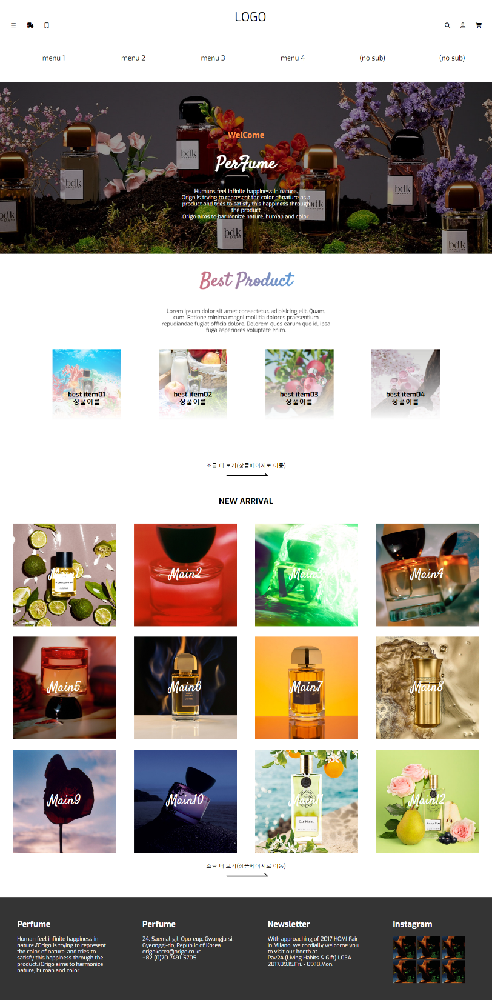 LOGO
menu 1
menu 2
menu 3
menu 4
(no sub)
(no sub)
WelCome
PerFume
Humans feel infinite happiness in nature.
Origo is trying to represent the color of nature as a
product and tries to satisfy this happiness through
the product
Origo aims to harmonize nature, human and color.
bdk
bdk
bdk
bdk
bdk
bdk
bdk
Best Product
Lorem ipsum dolor sit amet consectetur, adipisicing elit. Quam,
cum! Ratione minima magni mollitia dolores praesentium
repudiandae fugiat officia dolore. Dolorem quos earum quo id, ipsa
fuga asperiores voluptate enim.
best item01
상품이름
best item02
상품이름
best item03
상품이름
best item04
상품이름
조금 더 보기(상품페이지로 이동)
NEW ARRIVAL
Main1
Main2
Main3
Main4
Main5
Main6
Main7
Main8
Main9
Main10
Main11
Main12
조금 더 보기(상품페이지로 이동)
Perfume
Human feel infinite happiness in
nature.Origo is trying to represent
the color of nature, and tries to
satisfy this happiness through the
product.Origo aims to harmonize
nature, human and color.
Perfume
24, Saemal-gil, Opo-eup, Gwangju-si,
Gyeonggi-do, Republic of Korea
origokorea@origo.co.kr
+82 (0)70-7491-5705
Newsletter
With approaching of 2017 HOMI Fair
in Milano, we cordially welcome you
to visit our booth at.
Pav24 (Living Habits & Gift) L03A
2017.09.15.Fri. - 09.18.Mon.
Instagram